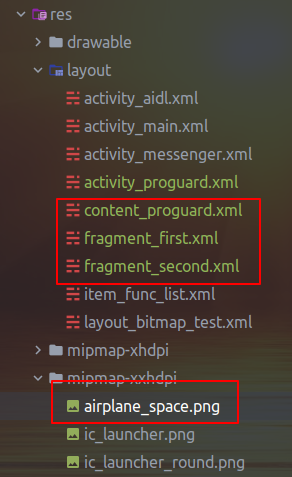 res
drawable
layout
activity_aidl.xml
activity_main.xml
activity_messenger.xml
activity_proguard.xml
content_proguard.xml
fragment_first.xml
fragment_second.xml
item_func_list.xml
layout_bitmap_test.xml
mipmap-xhdpi
mipmap-xxhdpi
airplane_space.png
ic_launcher.png
ic_launcher_round.png